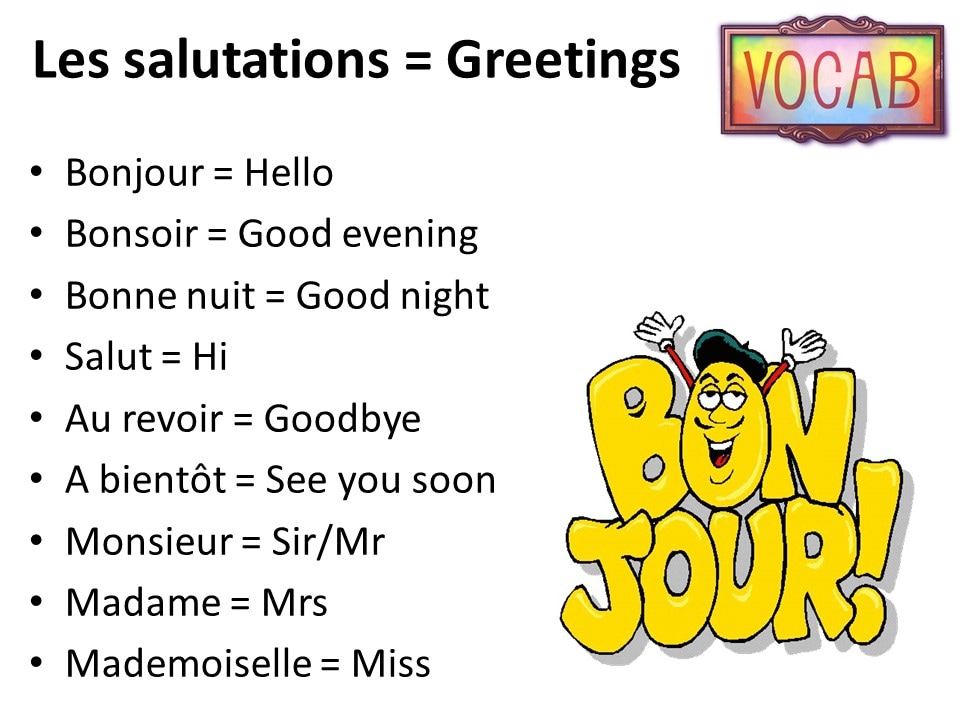 Les salutations = Greetings
VOCAB
• Bonjour = Hello
• Bonsoir = Good evening
• Bonne nuit = Good night
• Salut = Hi
• Au revoir = Goodbye
• A bientôt = See you soon
• Monsieur = Sir/Mr
• Madame = Mrs
• Mademoiselle = Miss
BON
JOUR!